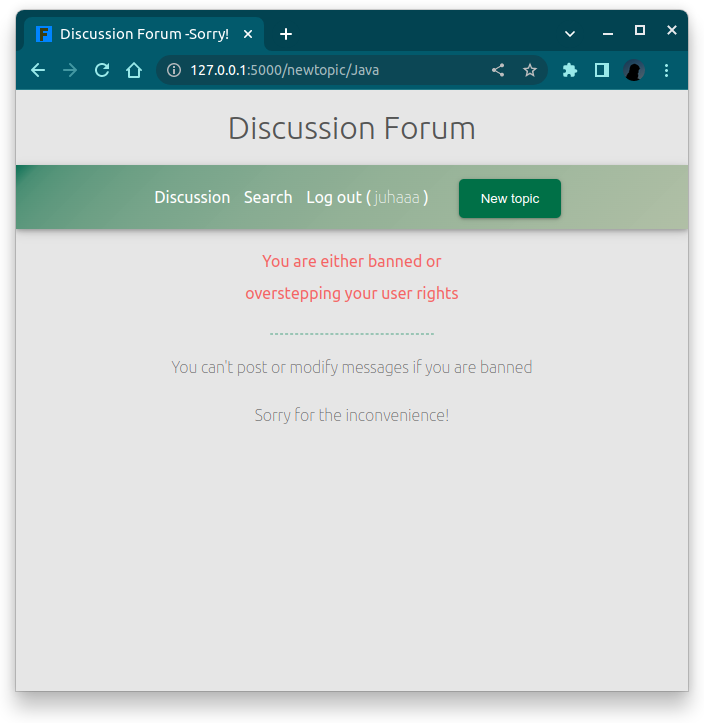 F Discussion Forum -Sorry!
127.0.0.1:5000/newtopic/Java
Discussion Forum
Discussion Search Log out ( juhaaa ) New topic
You are either banned or
overstepping your user rights
---------------------------------
You can't post or modify messages if you are banned
Sorry for the inconvenience!